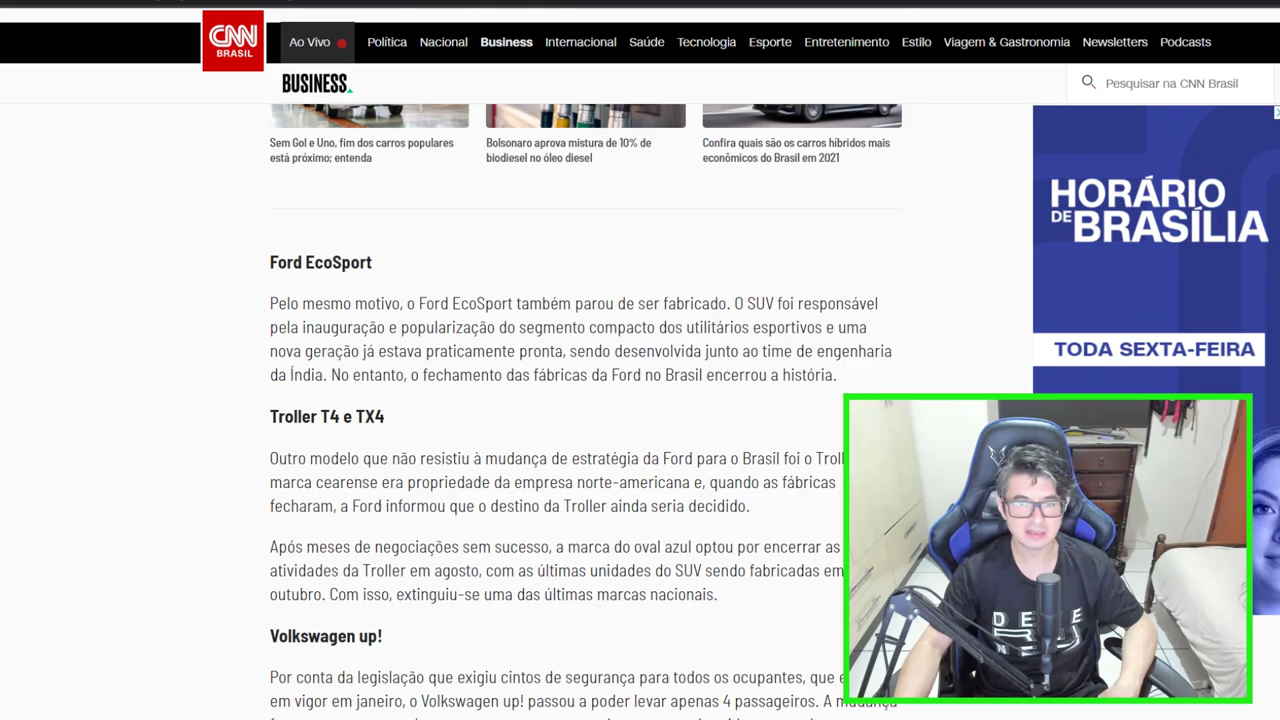 CNN
BRASIL
Ao Vivo
Política
Nacional
Business
Internacional
Saúde
Tecnologia
Esporte
Entretenimento
Estilo
Viagem & Gastronomia
Newsletters
Podcasts
BUSINESS
Pesquisar na CNN Brasil
Sem Gol e Uno, fim dos carros populares
está próximo; entenda
Bolsonaro aprova mistura de 10% de
biodiesel no óleo diesel
Confira quais são os carros híbridos mais
econômicos do Brasil em 2021
HORÁRIO
DE BRASÍLIA
TODA SEXTA-FEIRA
Ford EcoSport
Pelo mesmo motivo, o Ford EcoSport também parou de ser fabricado. O SUV foi responsável
pela inauguração e popularização do segmento compacto dos utilitários esportivos e uma
nova geração já estava praticamente pronta, sendo desenvolvida junto ao time de engenharia
da Índia. No entanto, o fechamento das fábricas da Ford no Brasil encerrou a história.
Troller T4 e TX4
Outro modelo que não resistiu à mudança de estratégia da Ford para o Brasil foi o Troll
marca cearense era propriedade da empresa norte-americana e, quando as fábricas
fecharam, a Ford informou que o destino da Troller ainda seria decidido.
Após meses de negociações sem sucesso, a marca do oval azul optou por encerrar as
atividades da Troller em agosto, com as últimas unidades do SUV sendo fabricadas em
outubro. Com isso, extinguiu-se uma das últimas marcas nacionais.
Volkswagen up!
Por conta da legislação que exigiu cintos de segurança para todos os ocupantes, que
em vigor em janeiro, o Volkswagen up! passou a poder levar apenas 4 passageiros. A